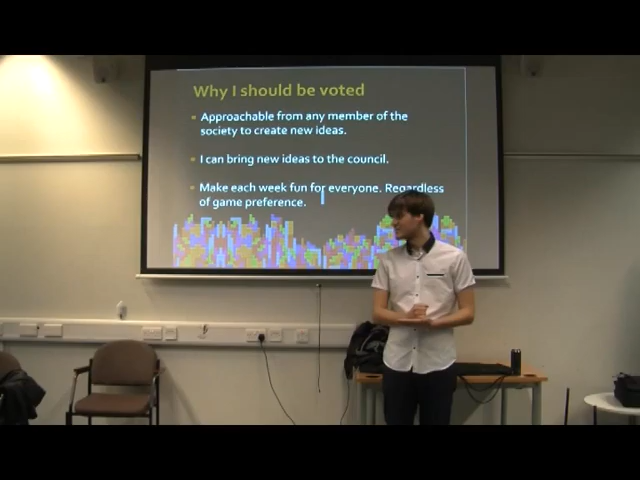 Why I should be voted
Approachable from any member of the
society to create new ideas.
I can bring new ideas to the council.
Make each week fun for everyone. Regardless
of game preference.